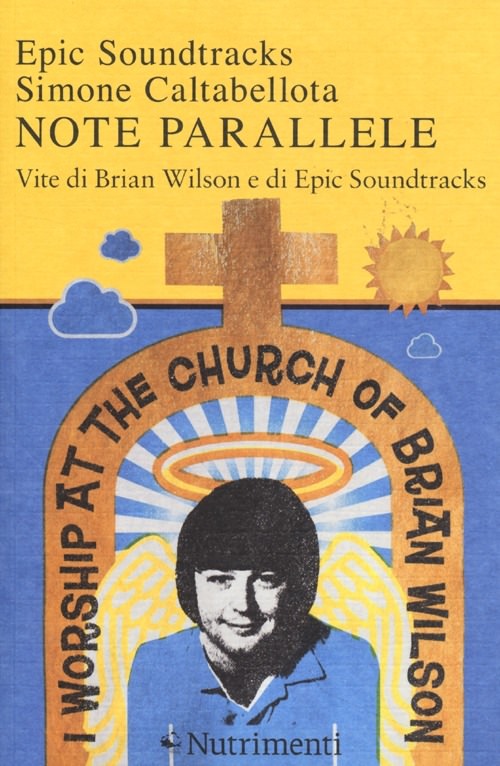 Epic Soundtracks
Simone Caltabellota
NOTE PARALLELE
Vite di Brian Wilson e di Epic Soundtracks
I WORSHIP AT THE CHURCH OF BRIAN WILSON
Nutrimenti